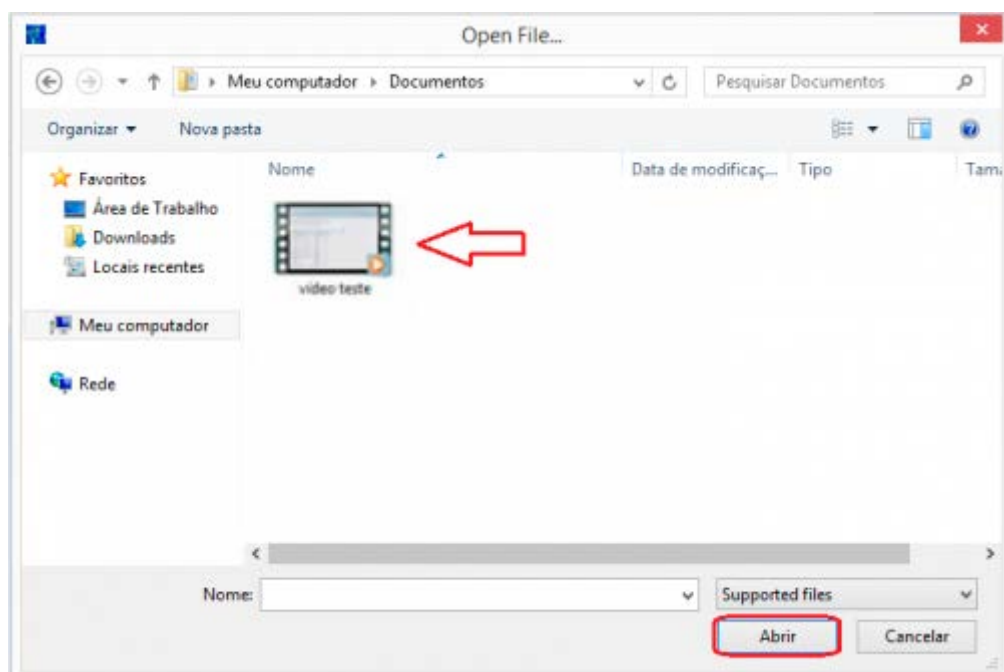 Open File...
Meu computador Documentos Pesquisar Documentos
Organizar Nova pasta
Nome Data de modificaç... Tipo Tama
Favoritos
Área de Trabalho
Downloads
Locais recentes
Meu computador
Rede
video teste
Nome: Supported files
Abrir Cancelar